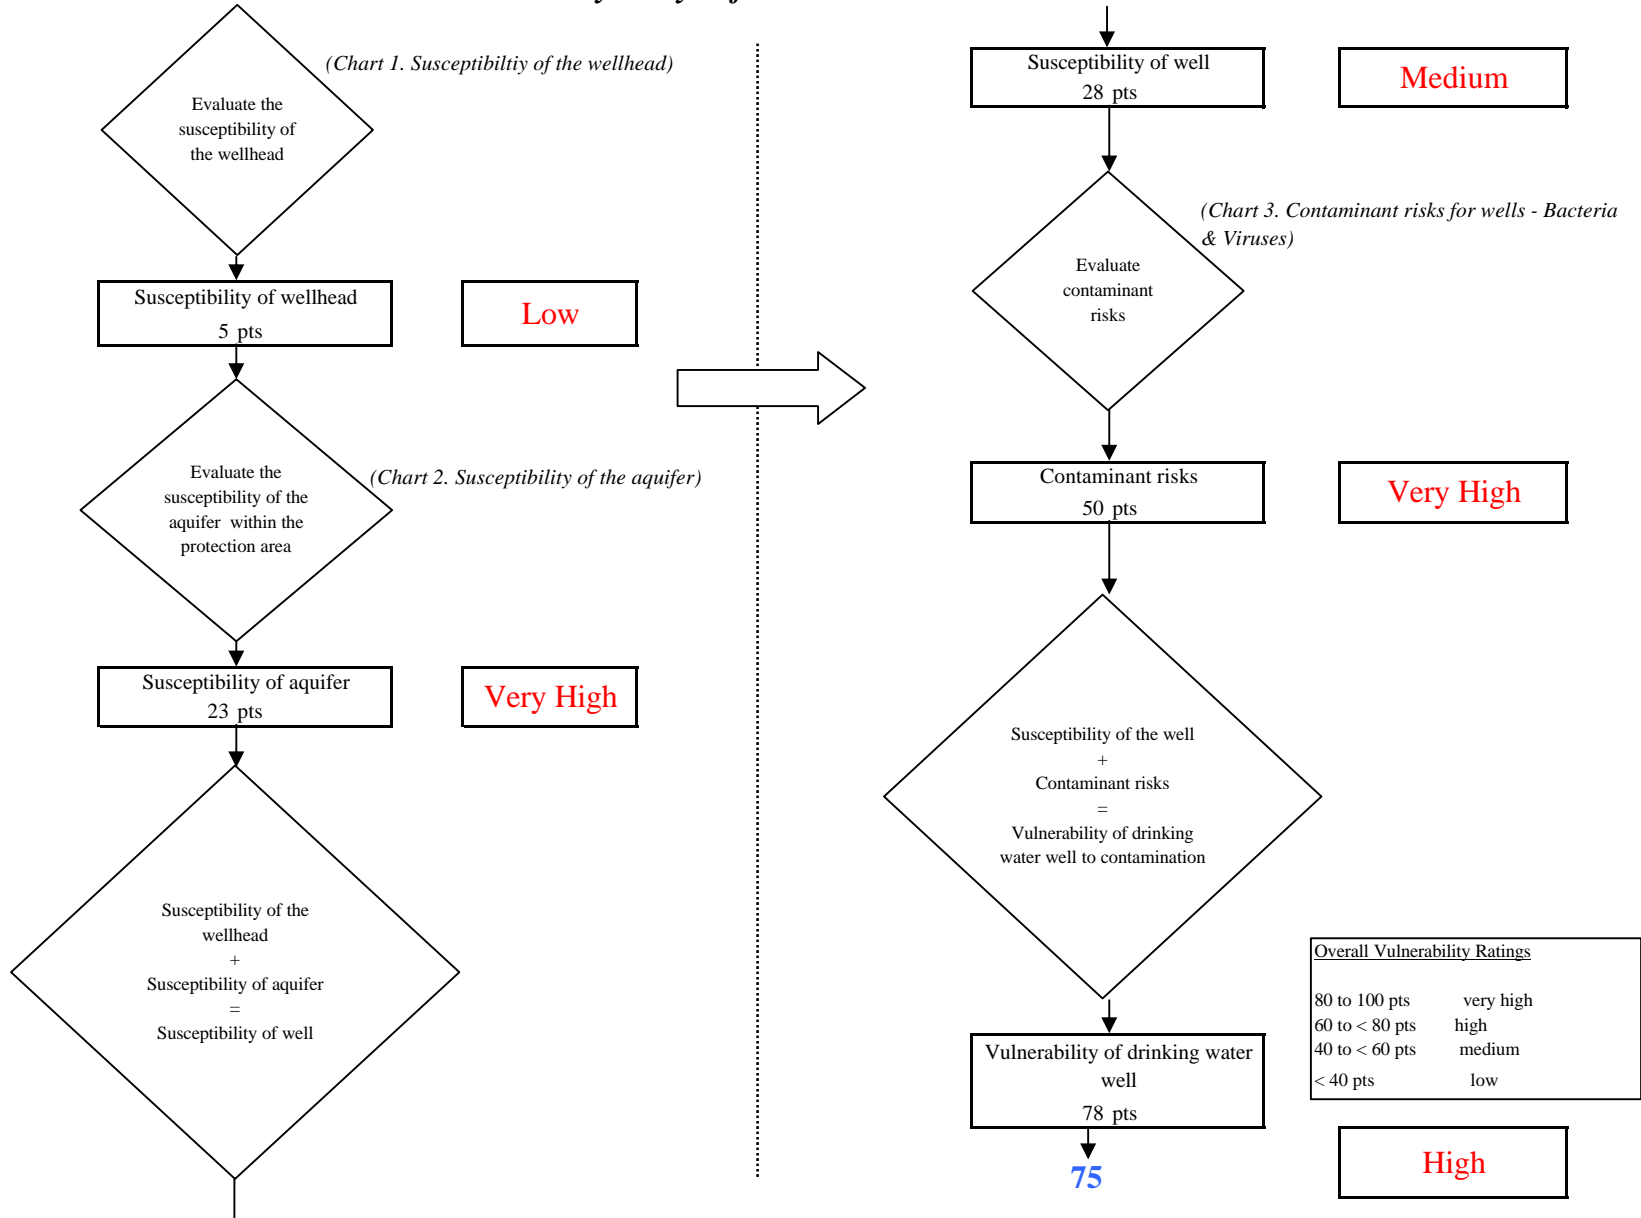 (Chart 1. Susceptibiltiy of the wellhead)
Evaluate the
susceptibility of
the wellhead
Susceptibility of wellhead
5 pts
Low
(Chart 2. Susceptibility of the aquifer)
Evaluate the
susceptibility of the
aquifer within the
protection area
Susceptibility of aquifer
23 pts
Very High
Susceptibility of the
wellhead
+
Susceptibility of aquifer
=
Susceptibility of well
Susceptibility of well
28 pts
Medium
(Chart 3. Contaminant risks for wells - Bacteria
& Viruses)
Evaluate
contaminant
risks
Contaminant risks
50 pts
Very High
Susceptibility of the well
+
Contaminant risks
=
Vulnerability of drinking
water well to contamination
Overall Vulnerability Ratings
80 to 100 pts very high
60 to < 80 pts high
40 to < 60 pts medium
< 40 pts low
Vulnerability of drinking water
well
78 pts
75
High